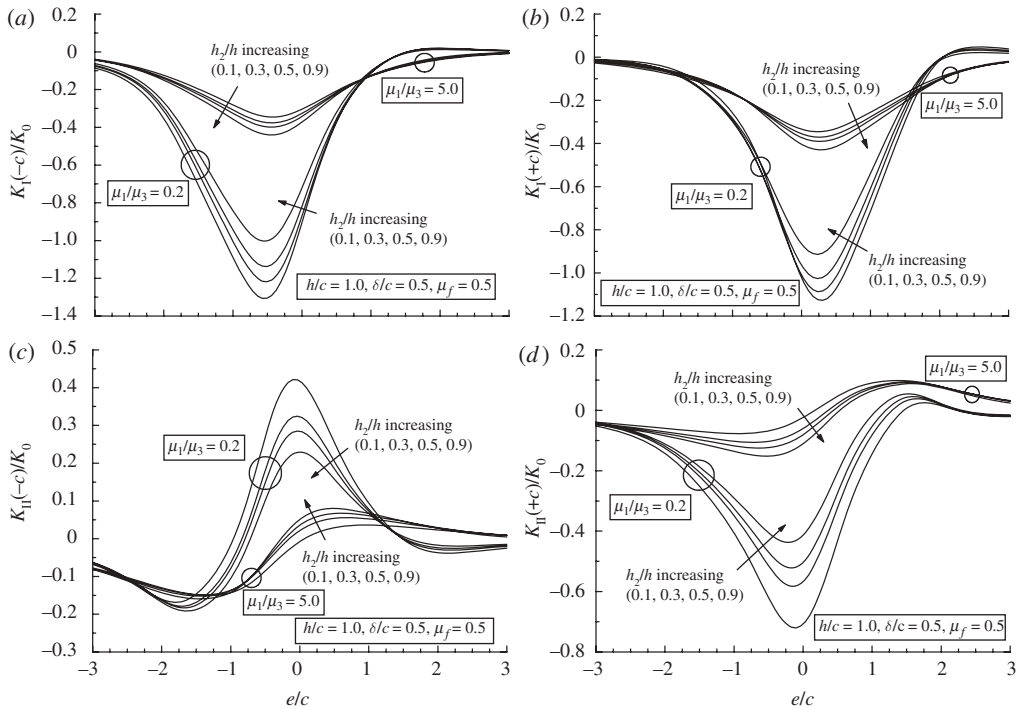 (a)
0.2
0
−0.2
−0.4
−0.6
−0.8
−1.0
−1.2
−1.4
K_I(−c)/K_0
h_2/h increasing
(0.1, 0.3, 0.5, 0.9)
μ_1/μ_3 = 5.0
μ_1/μ_3 = 0.2
h_2/h increasing
(0.1, 0.3, 0.5, 0.9)
h/c = 1.0, δ/c = 0.5, μ_f = 0.5
(b)
0.2
0
−0.2
−0.4
−0.6
−0.8
−1.0
−1.2
K_I(+c)/K_0
h_2/h increasing
(0.1, 0.3, 0.5, 0.9)
μ_1/μ_3 = 5.0
μ_1/μ_3 = 0.2
h_2/h increasing
(0.1, 0.3, 0.5, 0.9)
h/c = 1.0, δ/c = 0.5, μ_f = 0.5
(c)
0.5
0.4
0.3
0.2
0.1
0
−0.1
−0.2
−0.3
K_II(−c)/K_0
μ_1/μ_3 = 0.2
h_2/h increasing
(0.1, 0.3, 0.5, 0.9)
h_2/h increasing
(0.1, 0.3, 0.5, 0.9)
μ_1/μ_3 = 5.0
h/c = 1.0, δ/c = 0.5, μ_f = 0.5
−3 −2 −1 0 1 2 3
e/c
(d)
0.2
0
−0.2
−0.4
−0.6
−0.8
K_II(+c)/K_0
h_2/h increasing
(0.1, 0.3, 0.5, 0.9)
μ_1/μ_3 = 5.0
μ_1/μ_3 = 0.2
h_2/h increasing
(0.1, 0.3, 0.5, 0.9)
h/c = 1.0, δ/c = 0.5, μ_f = 0.5
−3 −2 −1 0 1 2 3
e/c